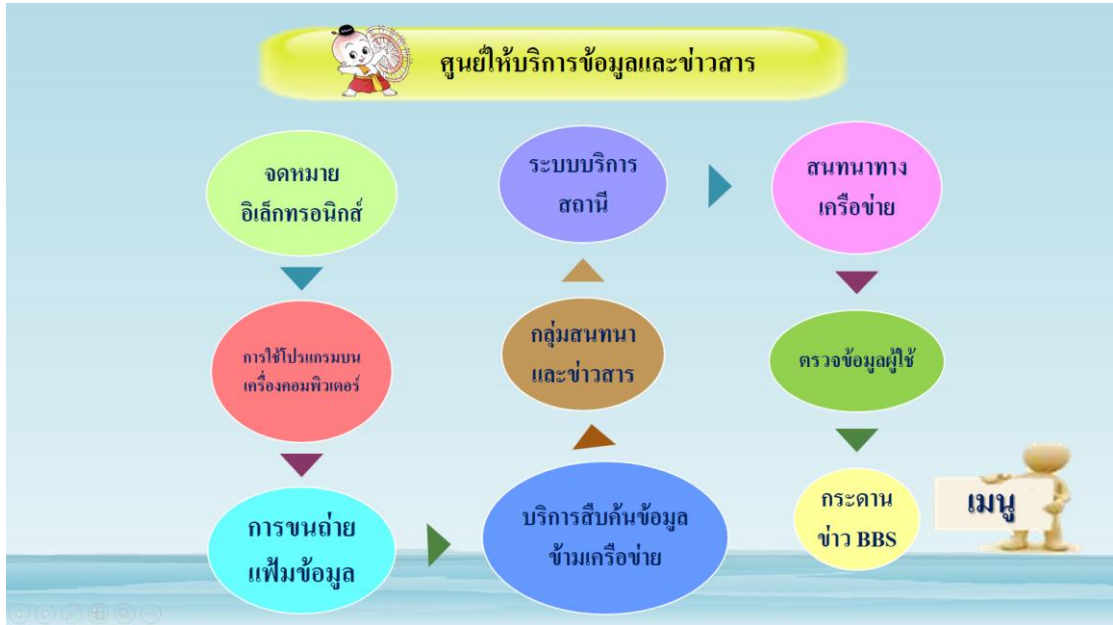 ศูนย์ให้บริการข้อมูลและข่าวสาร
จดหมาย
อิเล็กทรอนิกส์
การใช้โปรแกรมบน
เครื่องคอมพิวเตอร์
การขนถ่าย
แฟ้มข้อมูล
บริการสืบค้นข้อมูล
ข้ามเครือข่าย
กลุ่มสนทนา
และข่าวสาร
ระบบบริการ
สถานี
สนทนาทาง
เครือข่าย
ตรวจข้อมูลผู้ใช้
กระดาน
ข่าว BBS
เมนู